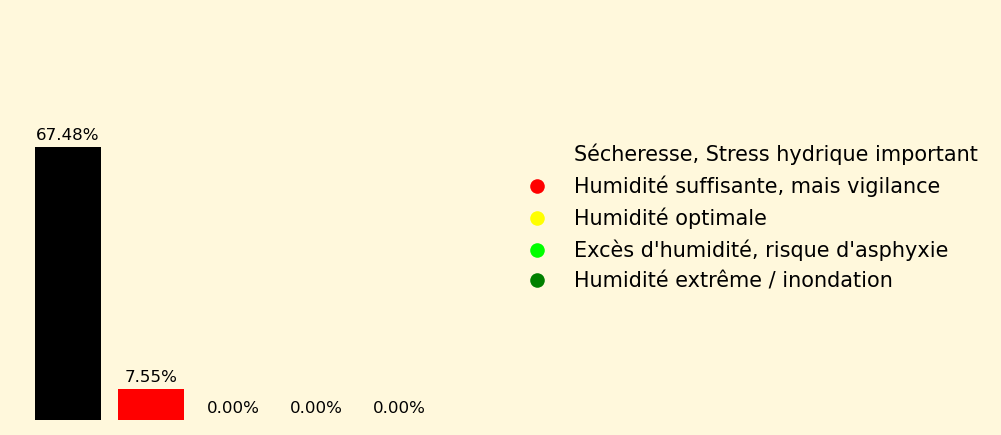 67.48%
7.55%
0.00%
0.00%
0.00%
Sécheresse, Stress hydrique important
Humidité suffisante, mais vigilance
Humidité optimale
Excès d'humidité, risque d'asphyxie
Humidité extrême / inondation